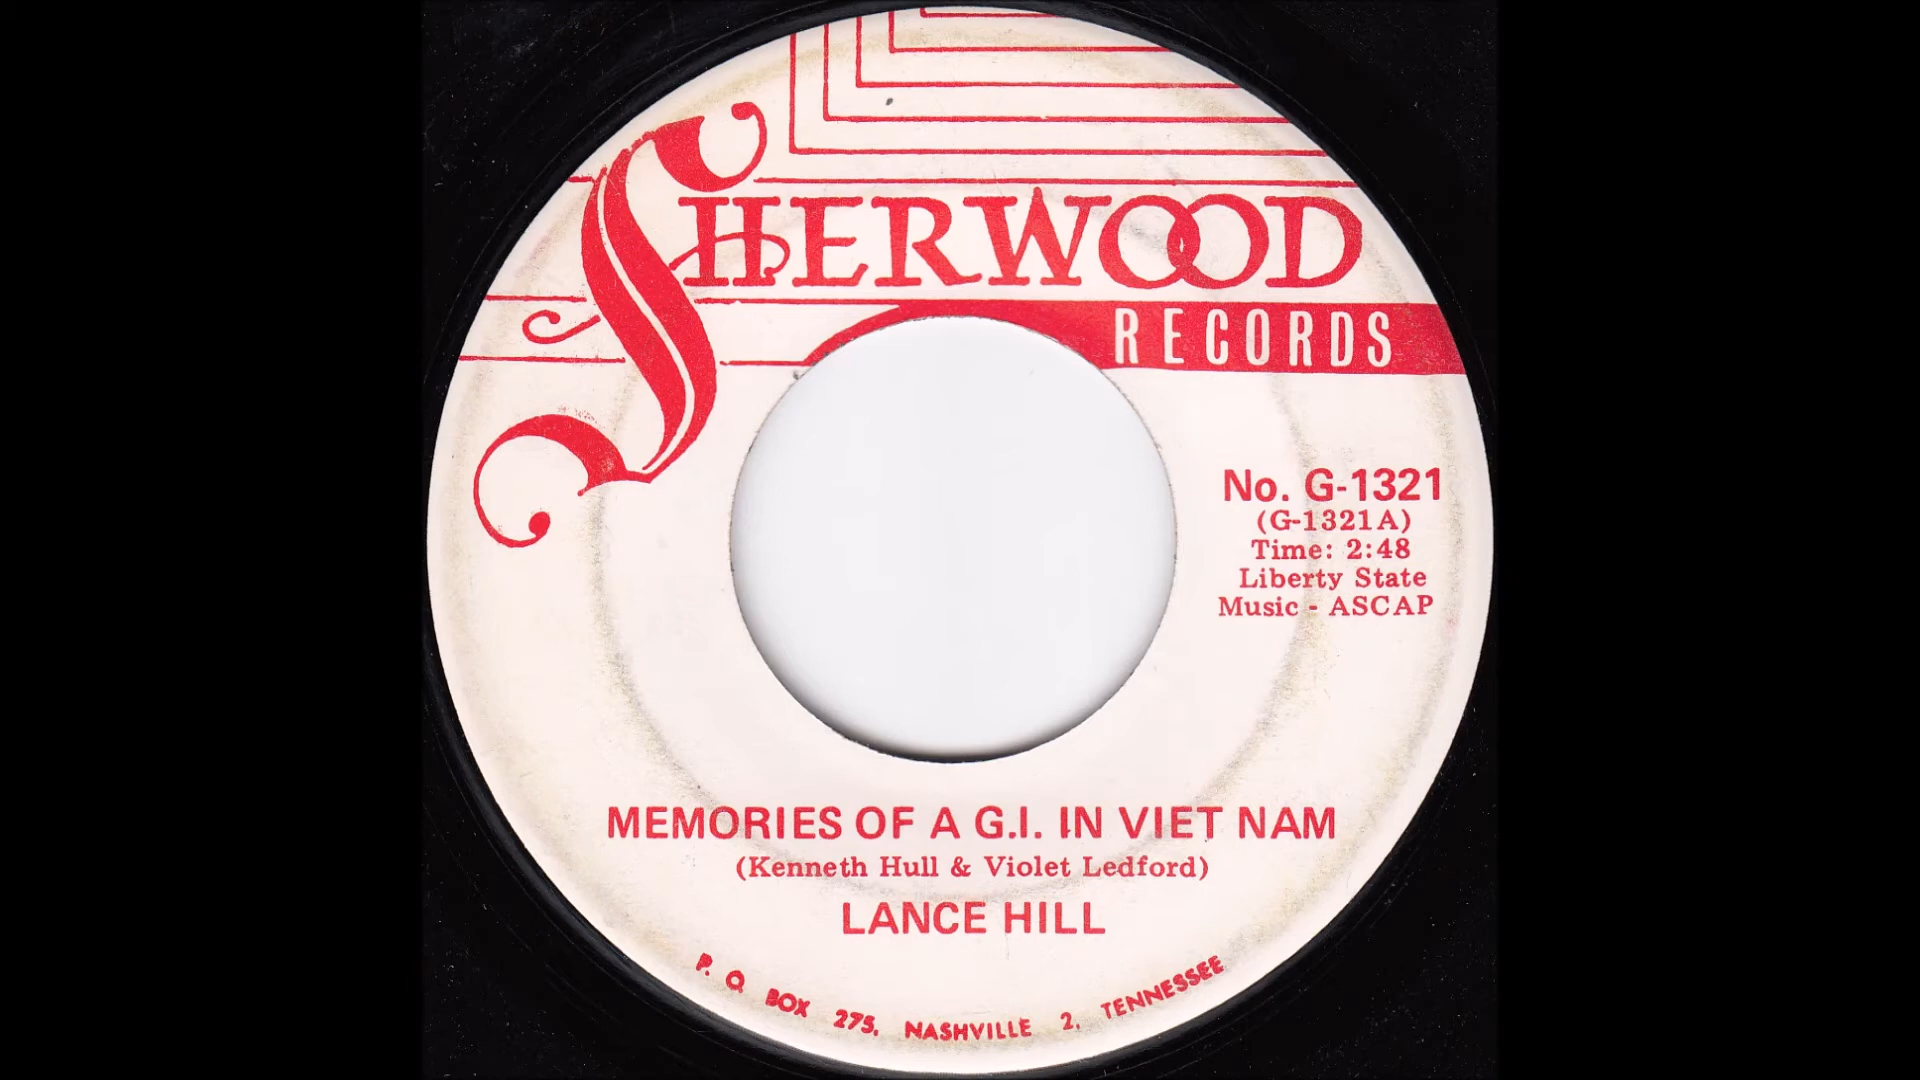 SHERWOOD
RECORDS
No. G-1321
(G-1321A)
Time: 2:48
Liberty State
Music - ASCAP
MEMORIES OF A G.I. IN VIET NAM
(Kenneth Hull & Violet Ledford)
LANCE HILL
P. O. BOX 275, NASHVILLE 2, TENNESSEE